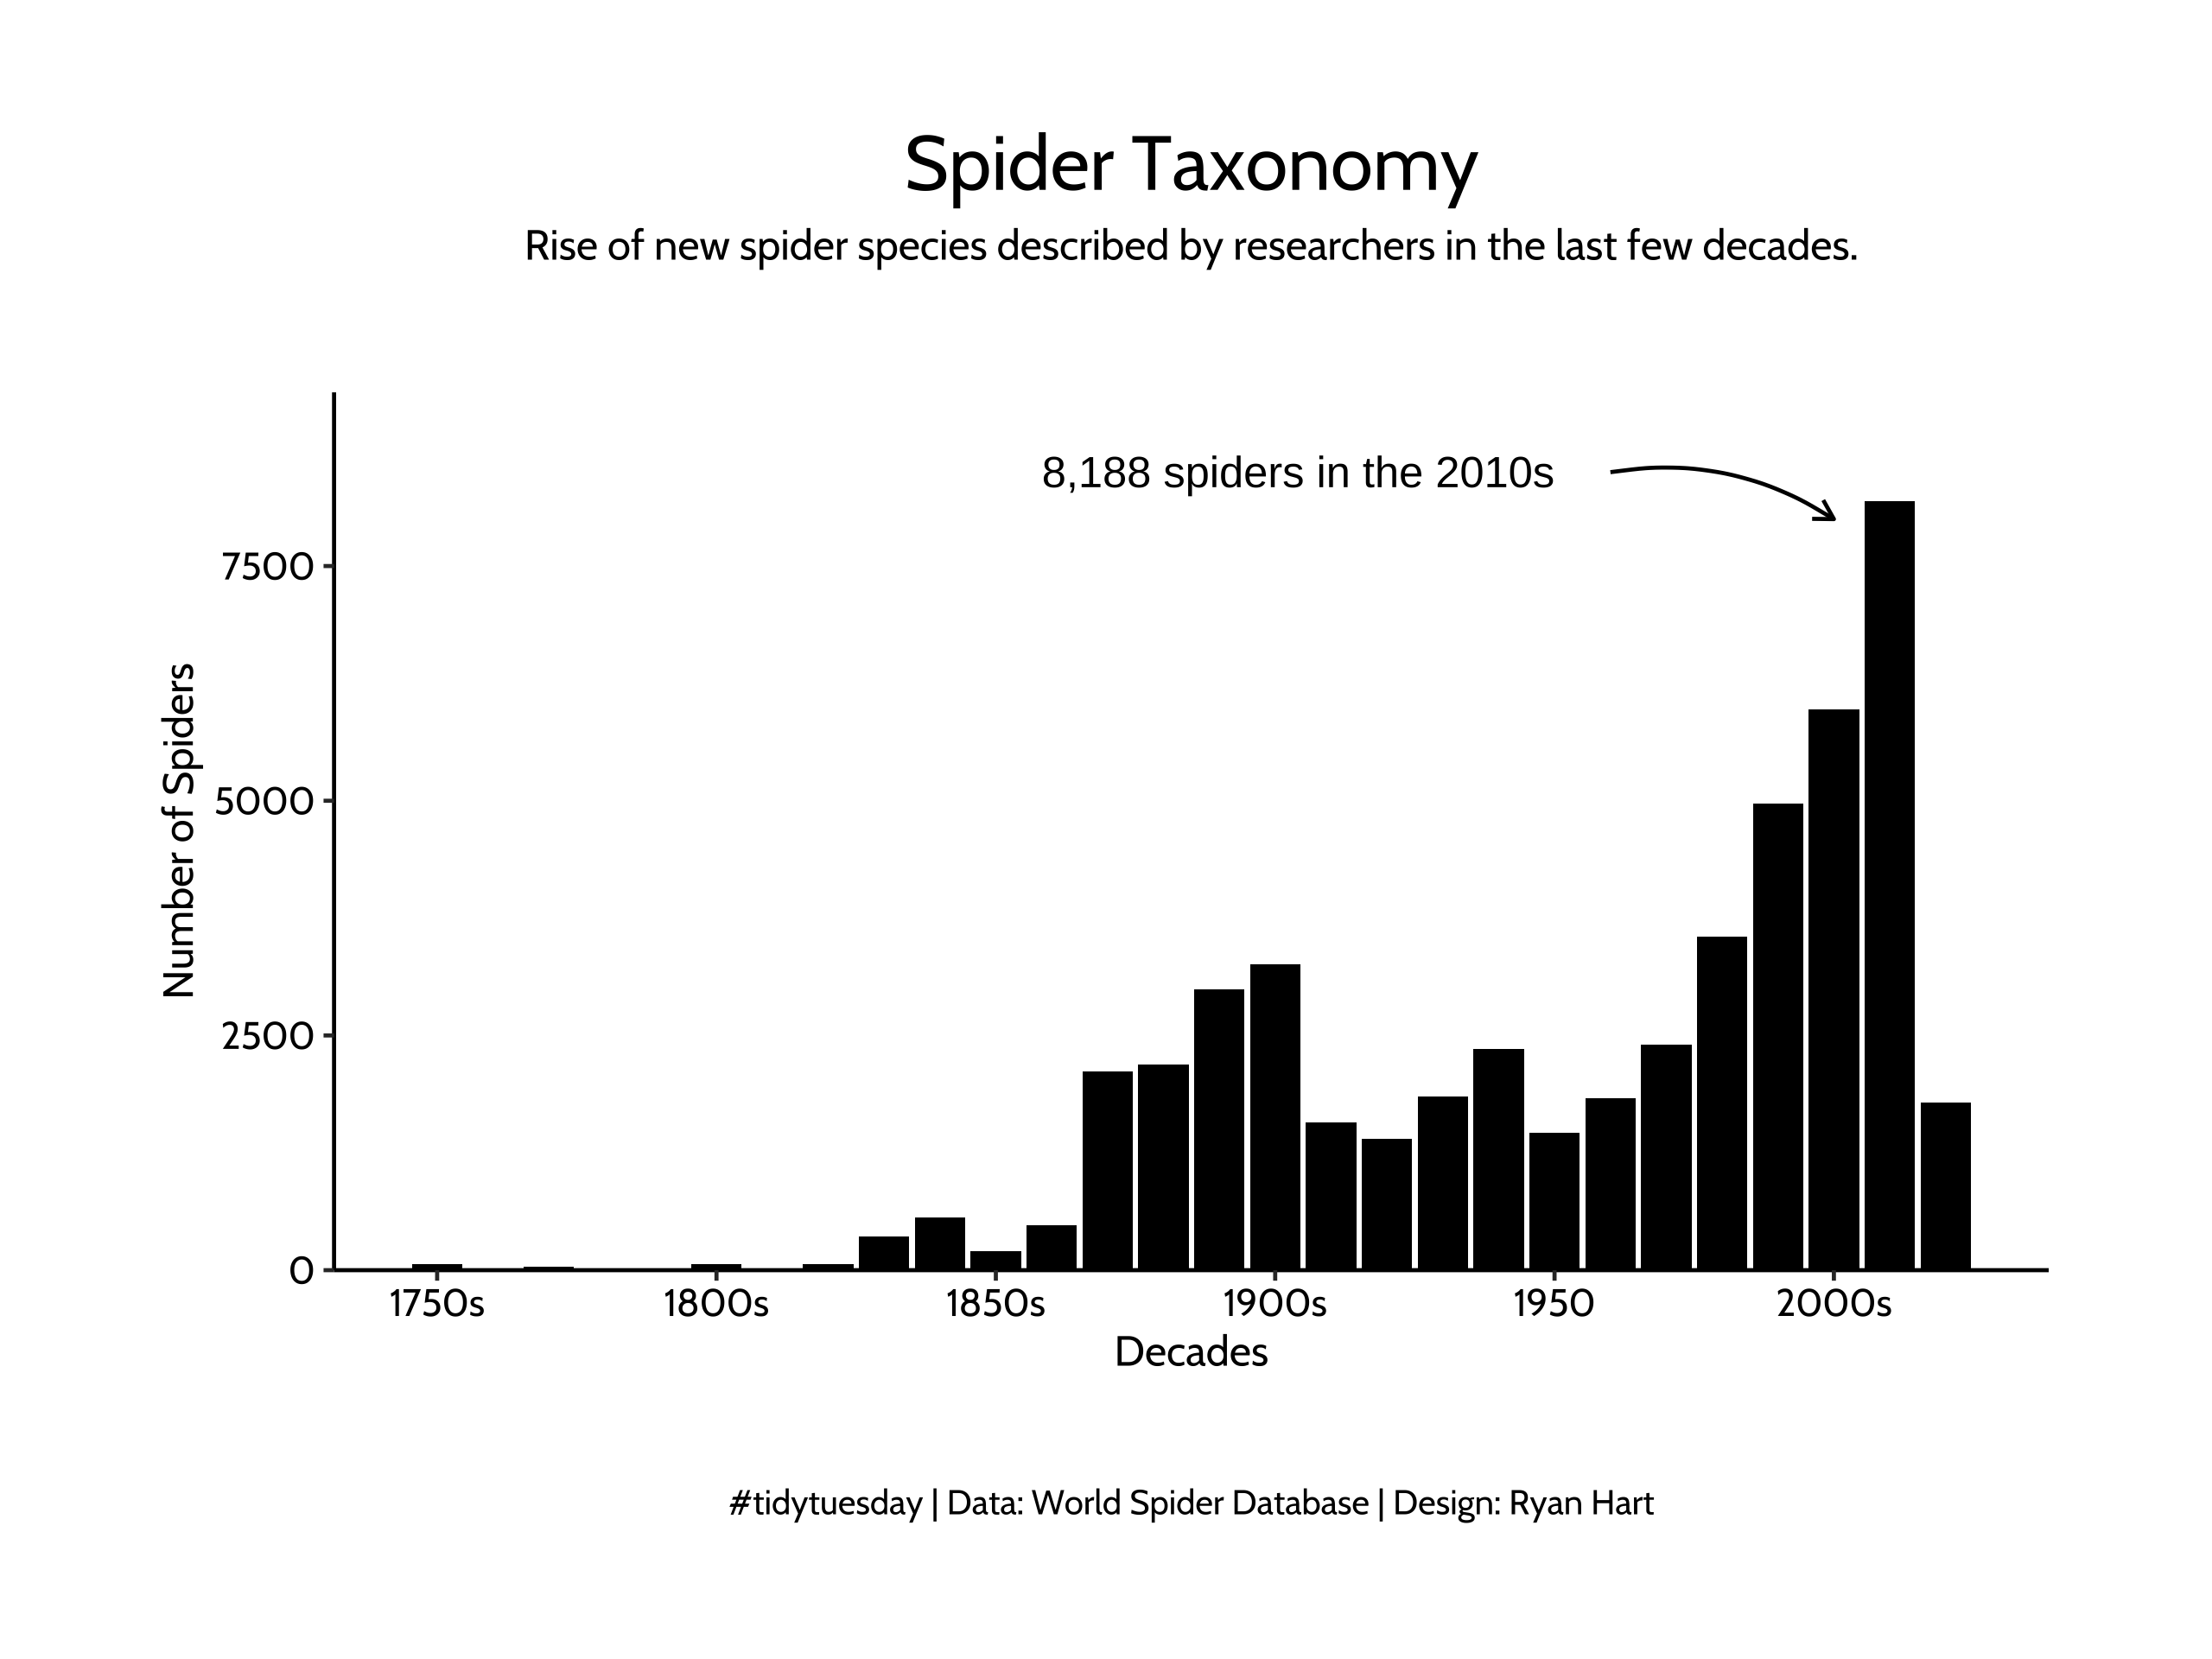 Spider Taxonomy
Rise of new spider species described by researchers in the last few decades.
8,188 spiders in the 2010s
7500
5000
2500
0
Number of Spiders
1750s 1800s 1850s 1900s 1950 2000s
Decades
#tidytuesday | Data: World Spider Database | Design: Ryan Hart